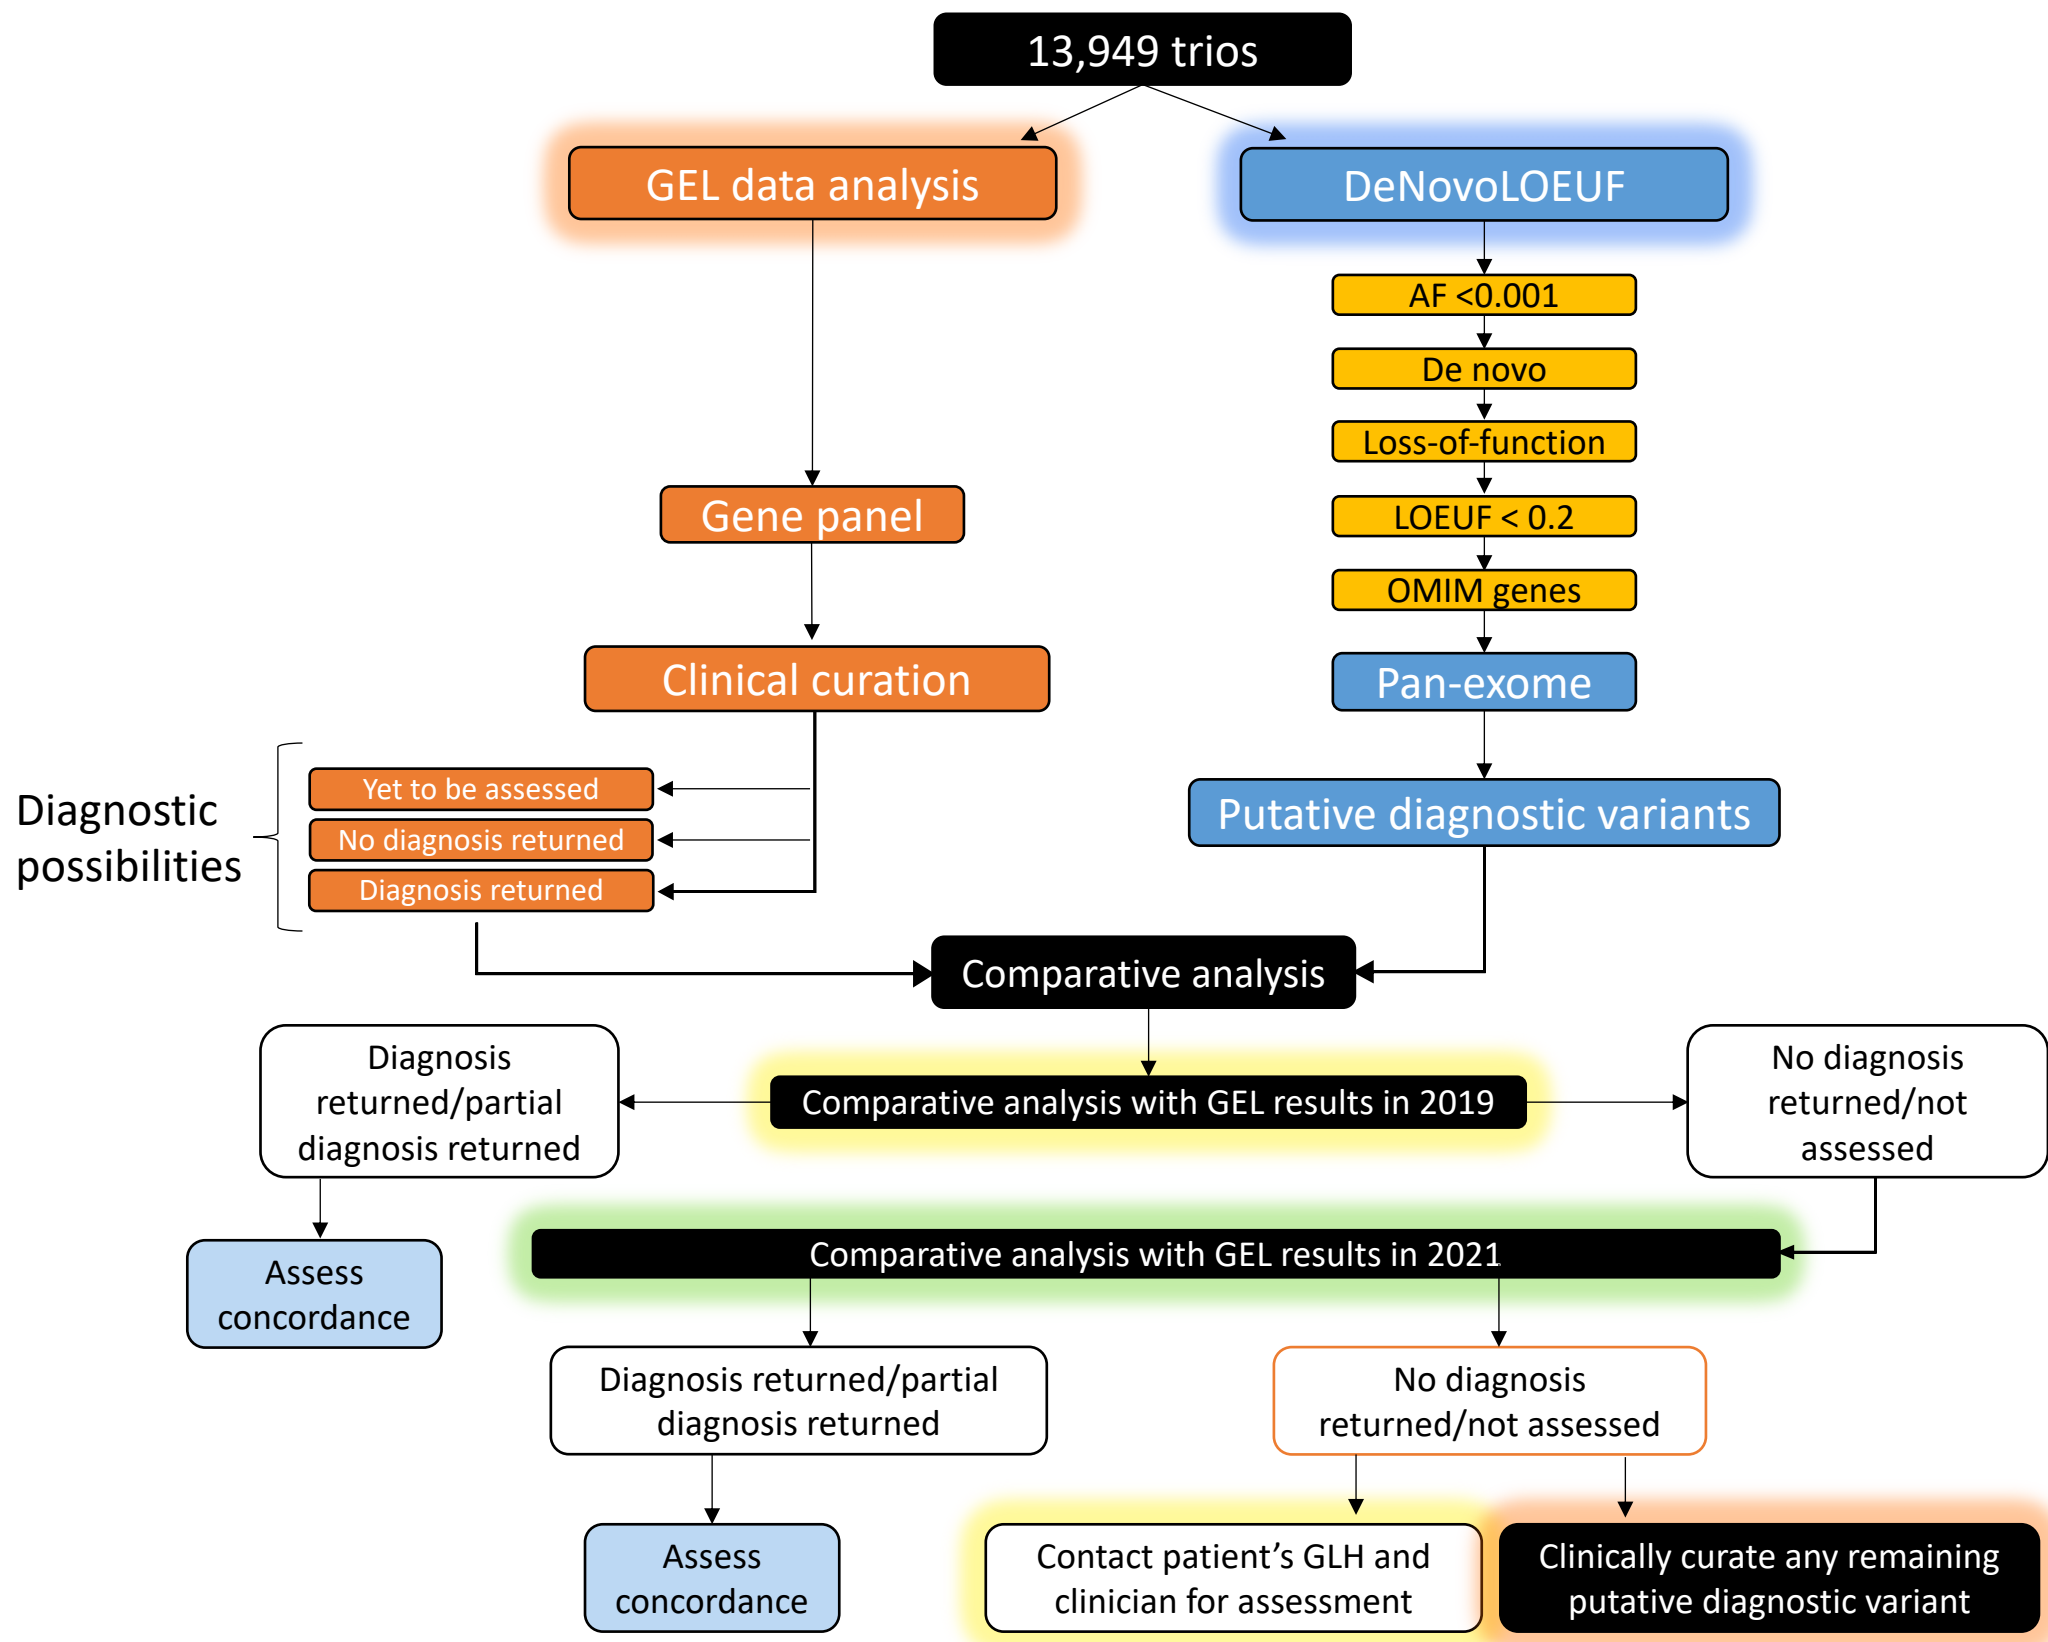 13,949 trios
GEL data analysis
DeNovoLOEUF
AF <0.001
De novo
Loss-of-function
LOEUF < 0.2
OMIM genes
Gene panel
Clinical curation
Pan-exome
Diagnostic
possibilities
Yet to be assessed
No diagnosis returned
Diagnosis returned
Putative diagnostic variants
Comparative analysis
Comparative analysis with GEL results in 2019
Diagnosis
returned/partial
diagnosis returned
No diagnosis
returned/not
assessed
Assess
concordance
Comparative analysis with GEL results in 2021
Diagnosis returned/partial
diagnosis returned
No diagnosis
returned/not assessed
Assess
concordance
Contact patient’s GLH and
clinician for assessment
Clinically curate any remaining
putative diagnostic variant